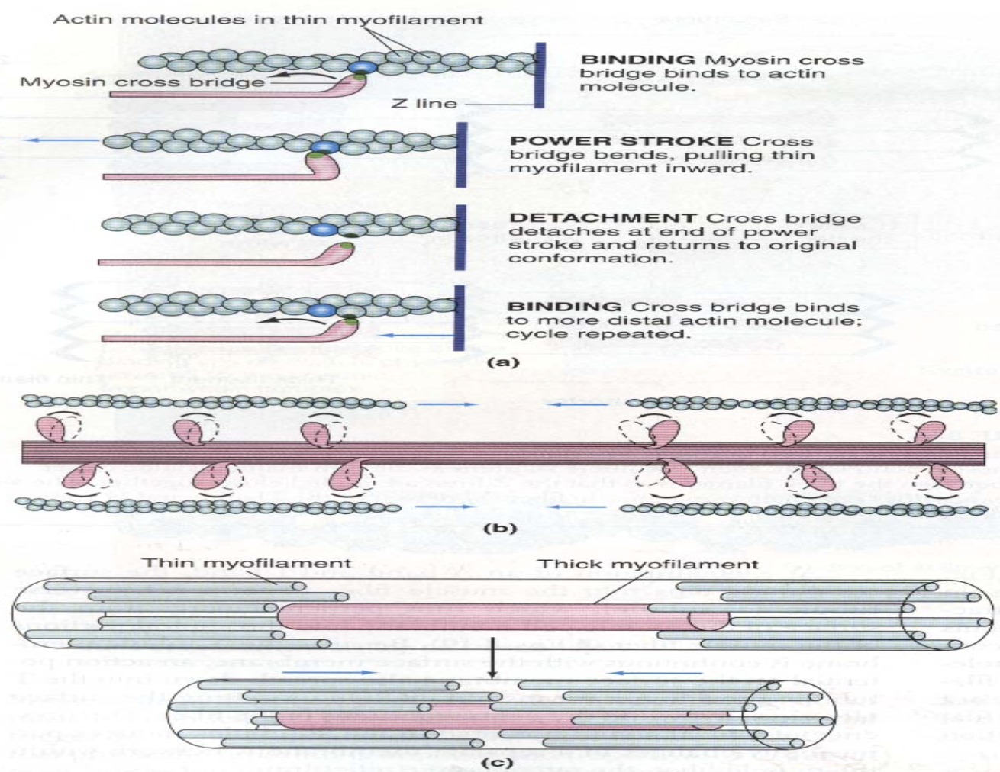 Actin molecules in thin myofilament
Myosin cross bridge
Z line
BINDING Myosin cross
bridge binds to actin
molecule.
POWER STROKE Cross
bridge bends, pulling thin
myofilament inward.
DETACHMENT Cross bridge
detaches at end of power
stroke and returns to original
conformation.
BINDING Cross bridge binds
to more distal actin molecule;
cycle repeated.
(a)
(b)
Thin myofilament
Thick myofilament
(c)